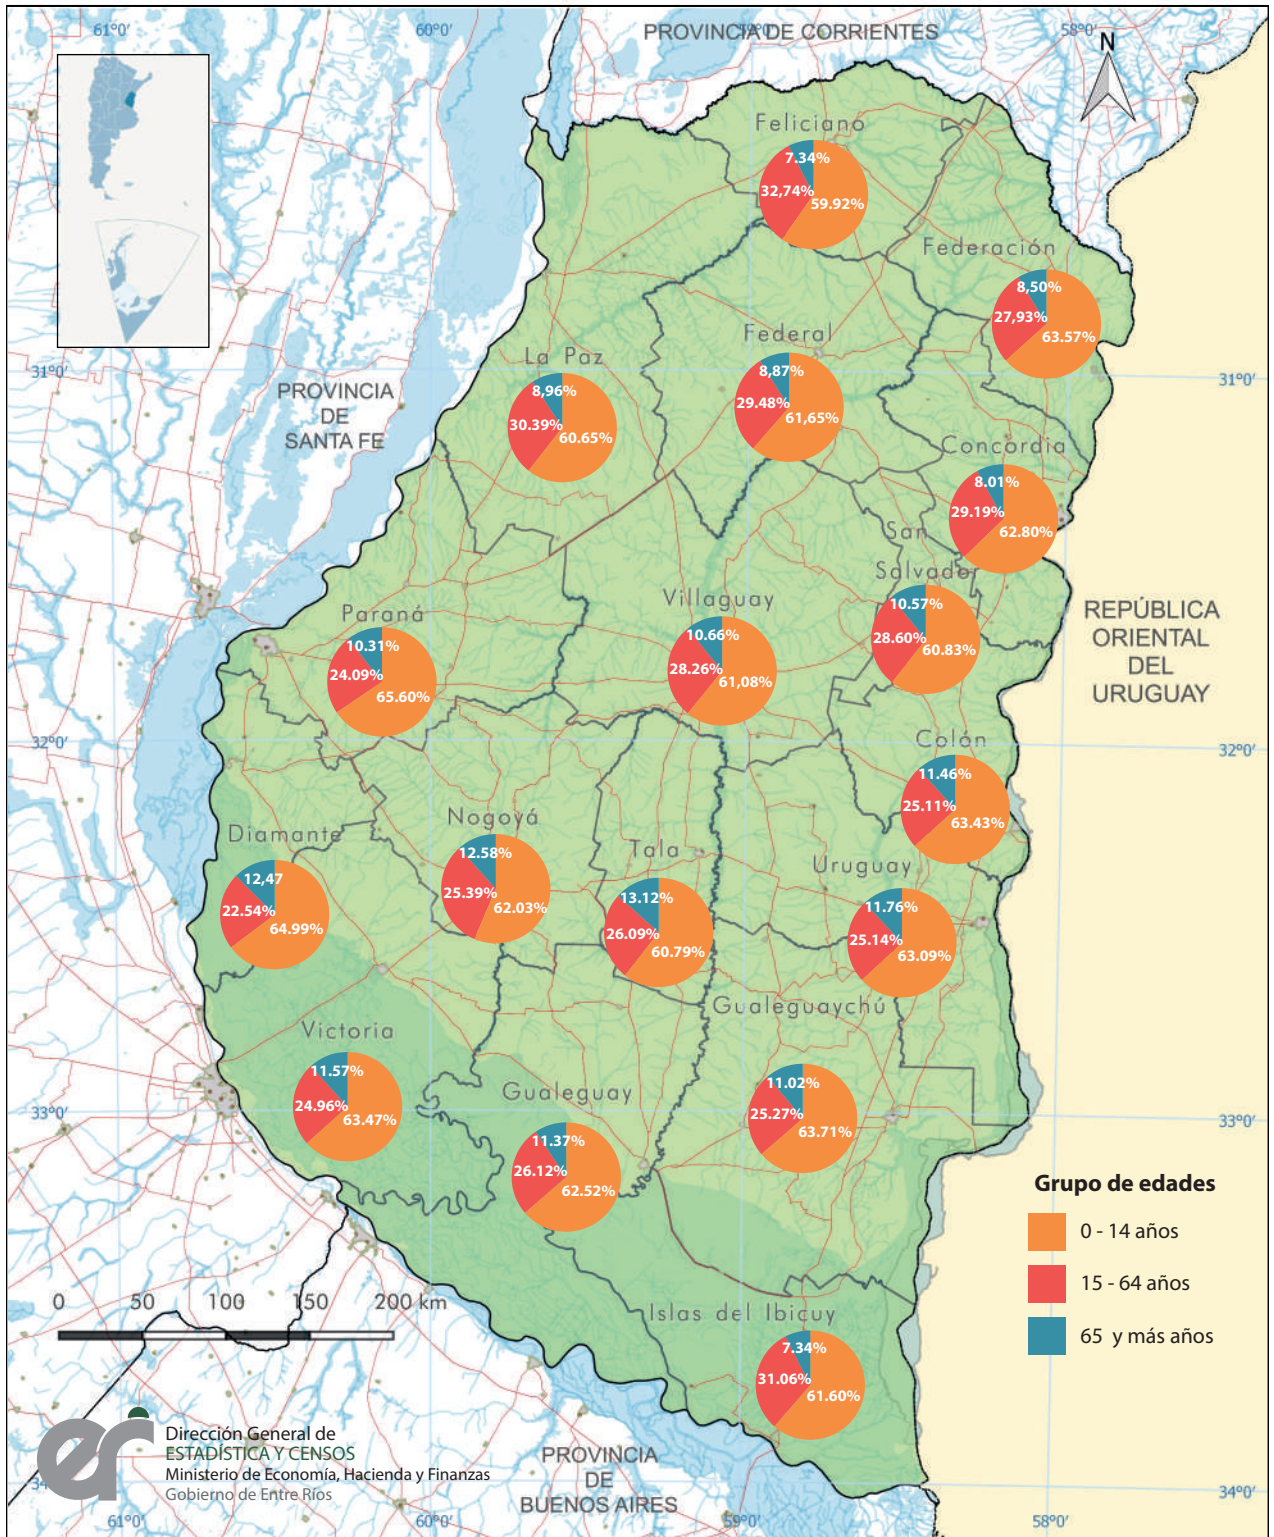 61°0'
60°0'
59°0'
58°0'
PROVINCIA DE CORRIENTES
N
Feliciano
7.34%
32,74%
59.92%
Federación
8,50%
27,93%
63.57%
Federal
8,87%
29.48%
61,65%
La Paz
8,96%
30.39%
60.65%
31°0'
31°0'
PROVINCIA
DE
SANTA FE
Concordia
8.01%
29.19%
62.80%
San
Salvador
10.57%
28.60%
60.83%
Villaguay
10.66%
28.26%
61,08%
Paraná
10.31%
24.09%
65.60%
REPÚBLICA
ORIENTAL
DEL
URUGUAY
32°0'
32°0'
Colón
11.46%
25.11%
63.43%
Nogoyá
12.58%
25.39%
62.03%
Diamante
12,47
22.54%
64.99%
Tala
13.12%
26.09%
60.79%
Uruguay
11.76%
25.14%
63.09%
Gualeguaychú
11.02%
25.27%
63.71%
Victoria
11.57%
24.96%
63.47%
Gualeguay
11.37%
26.12%
62.52%
33°0'
33°0'
Grupo de edades
0 - 14 años
15 - 64 años
65 y más años
0 50 100 150 200 km
Islas del Ibicuy
7.34%
31.06%
61.60%
er
Dirección General de
ESTADÍSTICA Y CENSOS
Ministerio de Economía, Hacienda y Finanzas
Gobierno de Entre Ríos
PROVINCIA
DE
BUENOS AIRES
34°0'
61°0'
60°0'
59°0'
58°0'